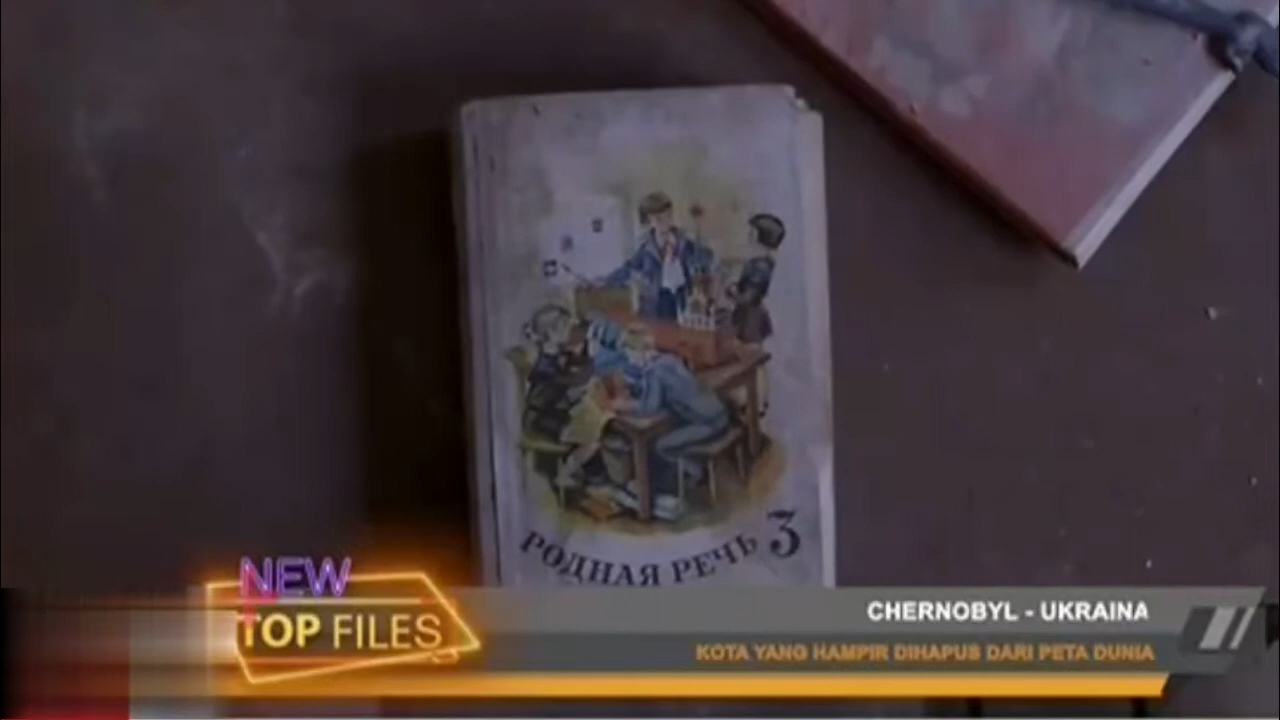 РОДНАЯ РЕЧЬ 3
NEW
TOP FILES
CHERNOBYL - UKRAINA
KOTA YANG HAMPIR DIHAPUS DARI PETA DUNIA